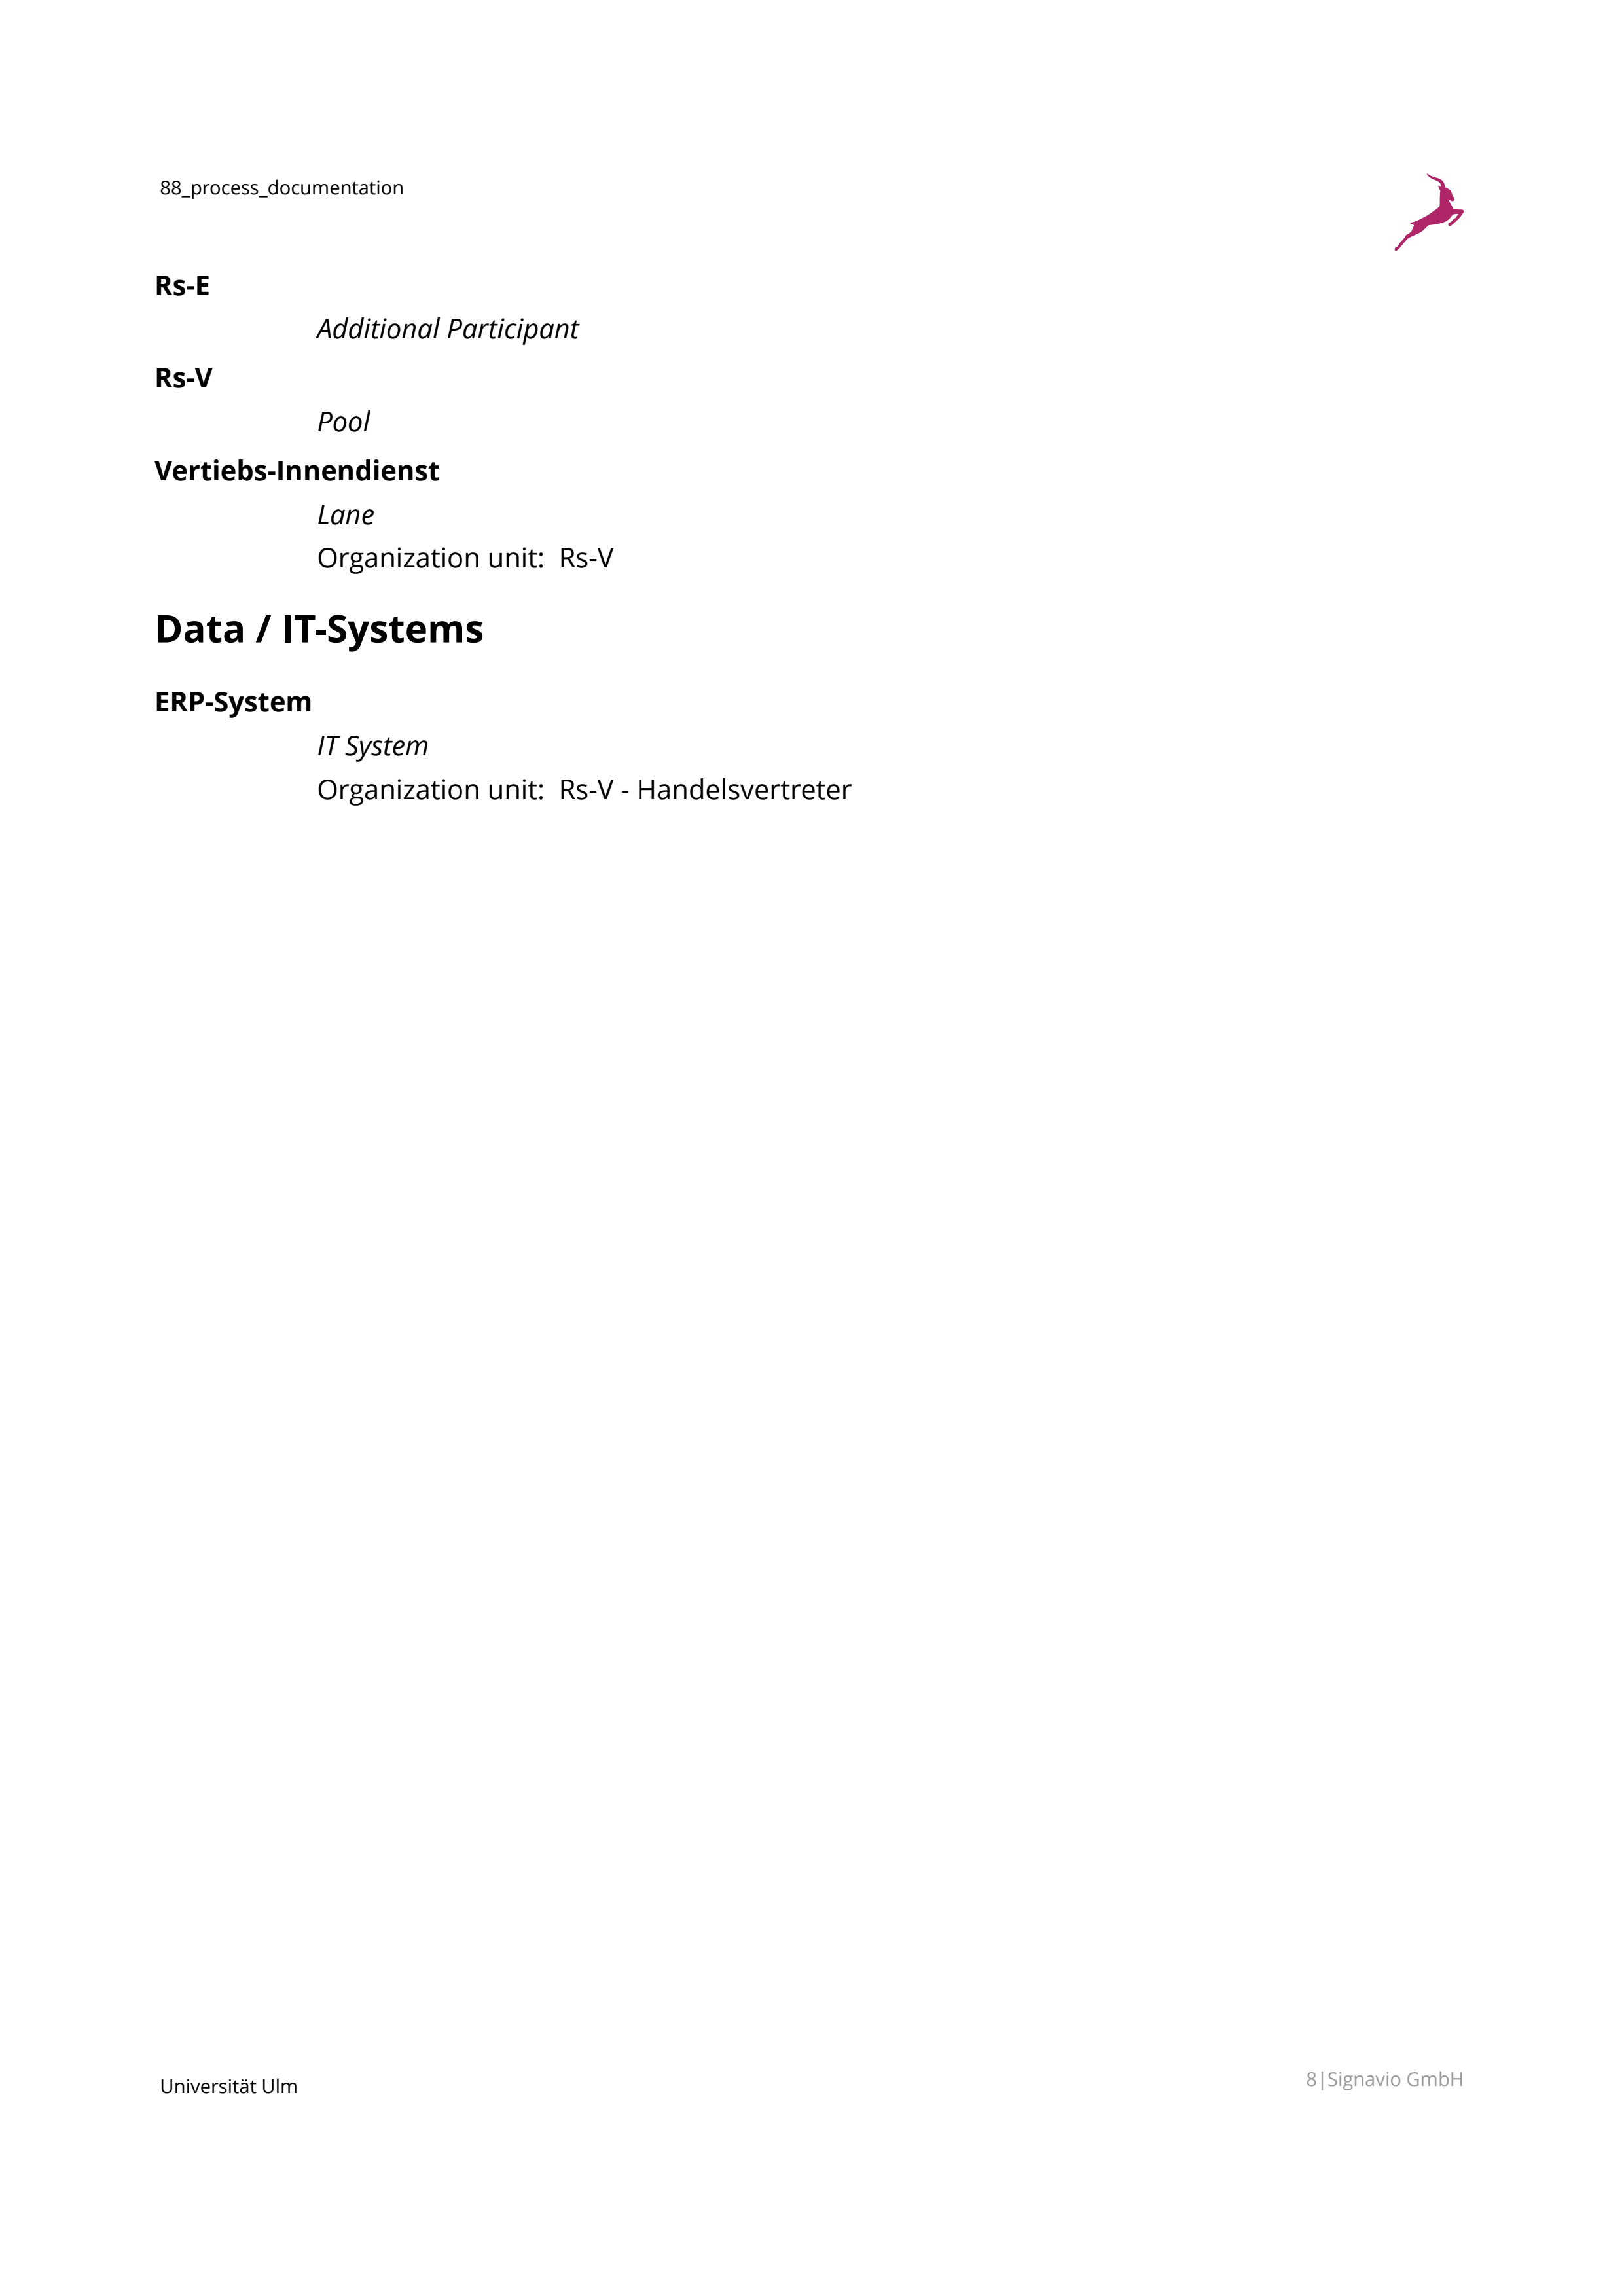 88_process_documentation
Rs-E
Additional Participant
Rs-V
Pool
Vertiebs-Innendienst
Lane
Organization unit:  Rs-V
Data / IT-Systems
ERP-System
IT System
Organization unit:  Rs-V - Handelsvertreter
Universität Ulm
8|Signavio GmbH